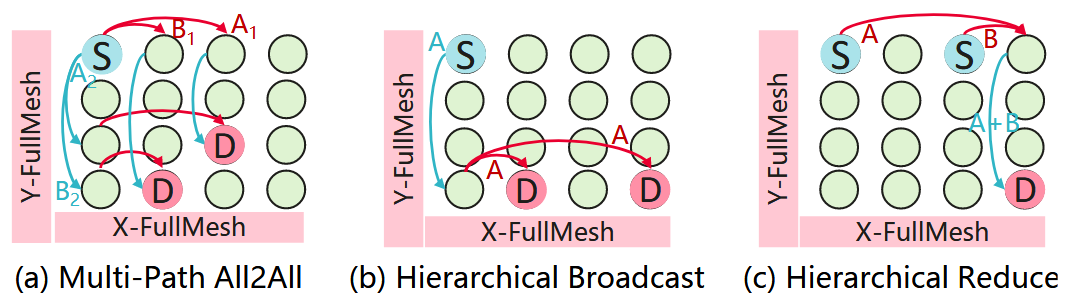 Y-FullMesh
S
B1
A1
A2
D
B2
D
X-FullMesh
(a) Multi-Path All2All
Y-FullMesh
A
S
A
A
D
D
X-FullMesh
(b) Hierarchical Broadcast
Y-FullMesh
S
A
S
B
A+B
D
X-FullMesh
(c) Hierarchical Reduce